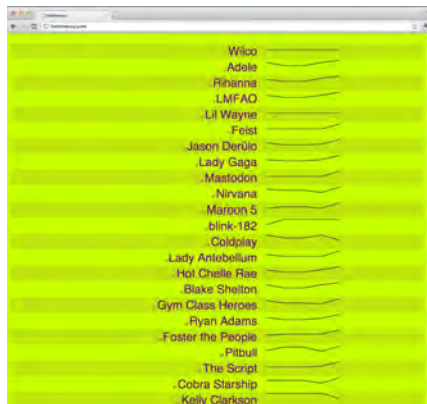 Wilco
Adele
Rihanna
LMFAO
Lil Wayne
Feist
Jason Derülo
Lady Gaga
Mastodon
Nirvana
Maroon 5
blink-182
Coldplay
Lady Antebellum
Hot Chelle Rae
Blake Shelton
Gym Class Heroes
Ryan Adams
Foster the People
Pitbull
The Script
Cobra Starship
Kelly Clarkson